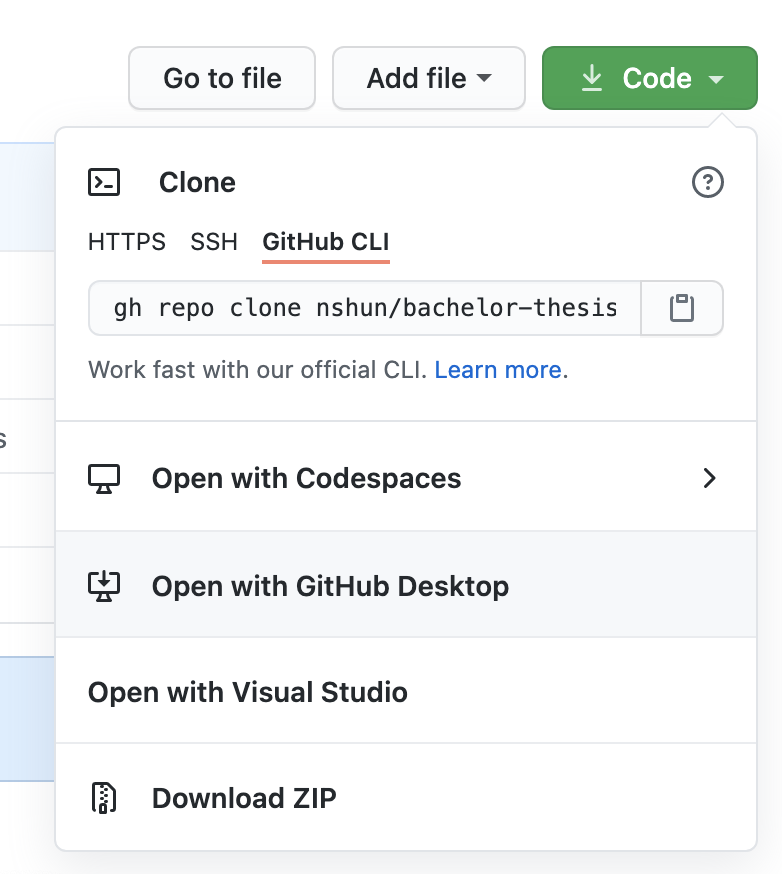 Go to file Add file Code
Clone
HTTPS SSH GitHub CLI
gh repo clone nshun/bachelor-thesis
Work fast with our official CLI. Learn more.
s
Open with Codespaces
Open with GitHub Desktop
Open with Visual Studio
Download ZIP